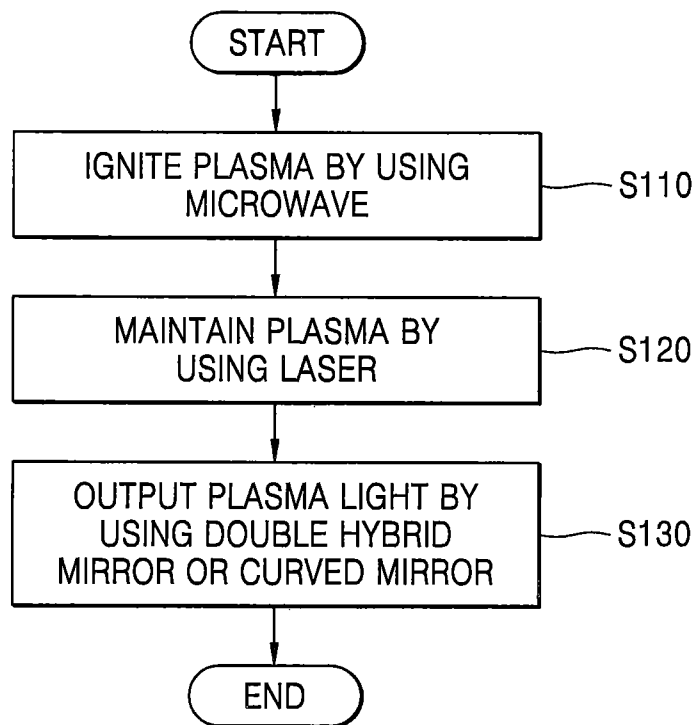 START
IGNITE PLASMA BY USING
MICROWAVE
S110
MAINTAIN PLASMA BY
USING LASER
S120
OUTPUT PLASMA LIGHT BY
USING DOUBLE HYBRID
MIRROR OR CURVED MIRROR
S130
END